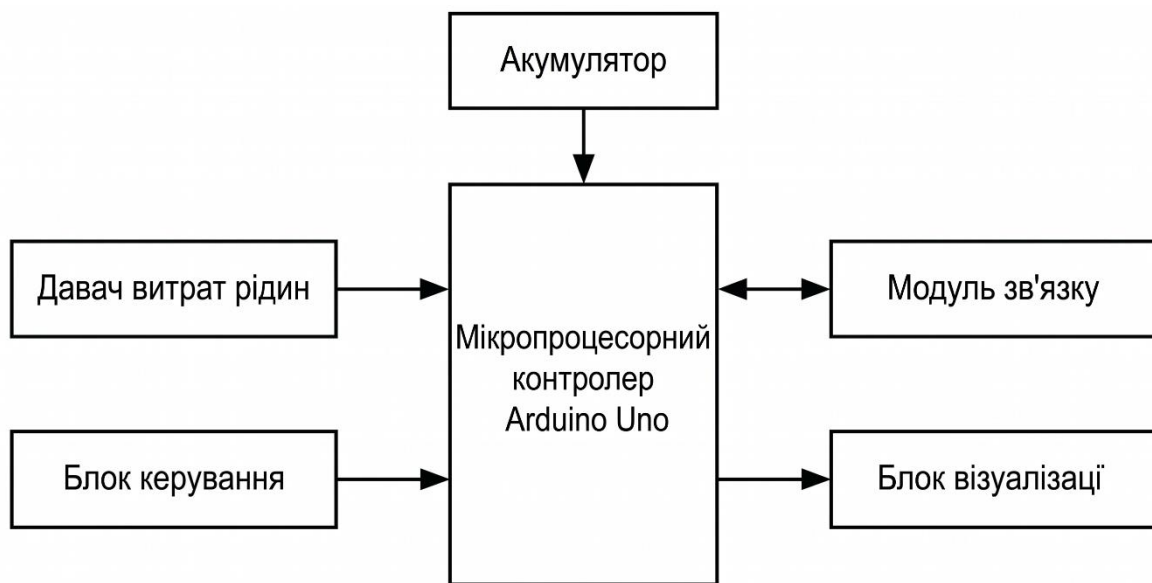 Акумулятор
Давач витрат рідин
Мікропроцесорний
контролер
Arduino Uno
Модуль зв'язку
Блок керування
Блок візуалізаці